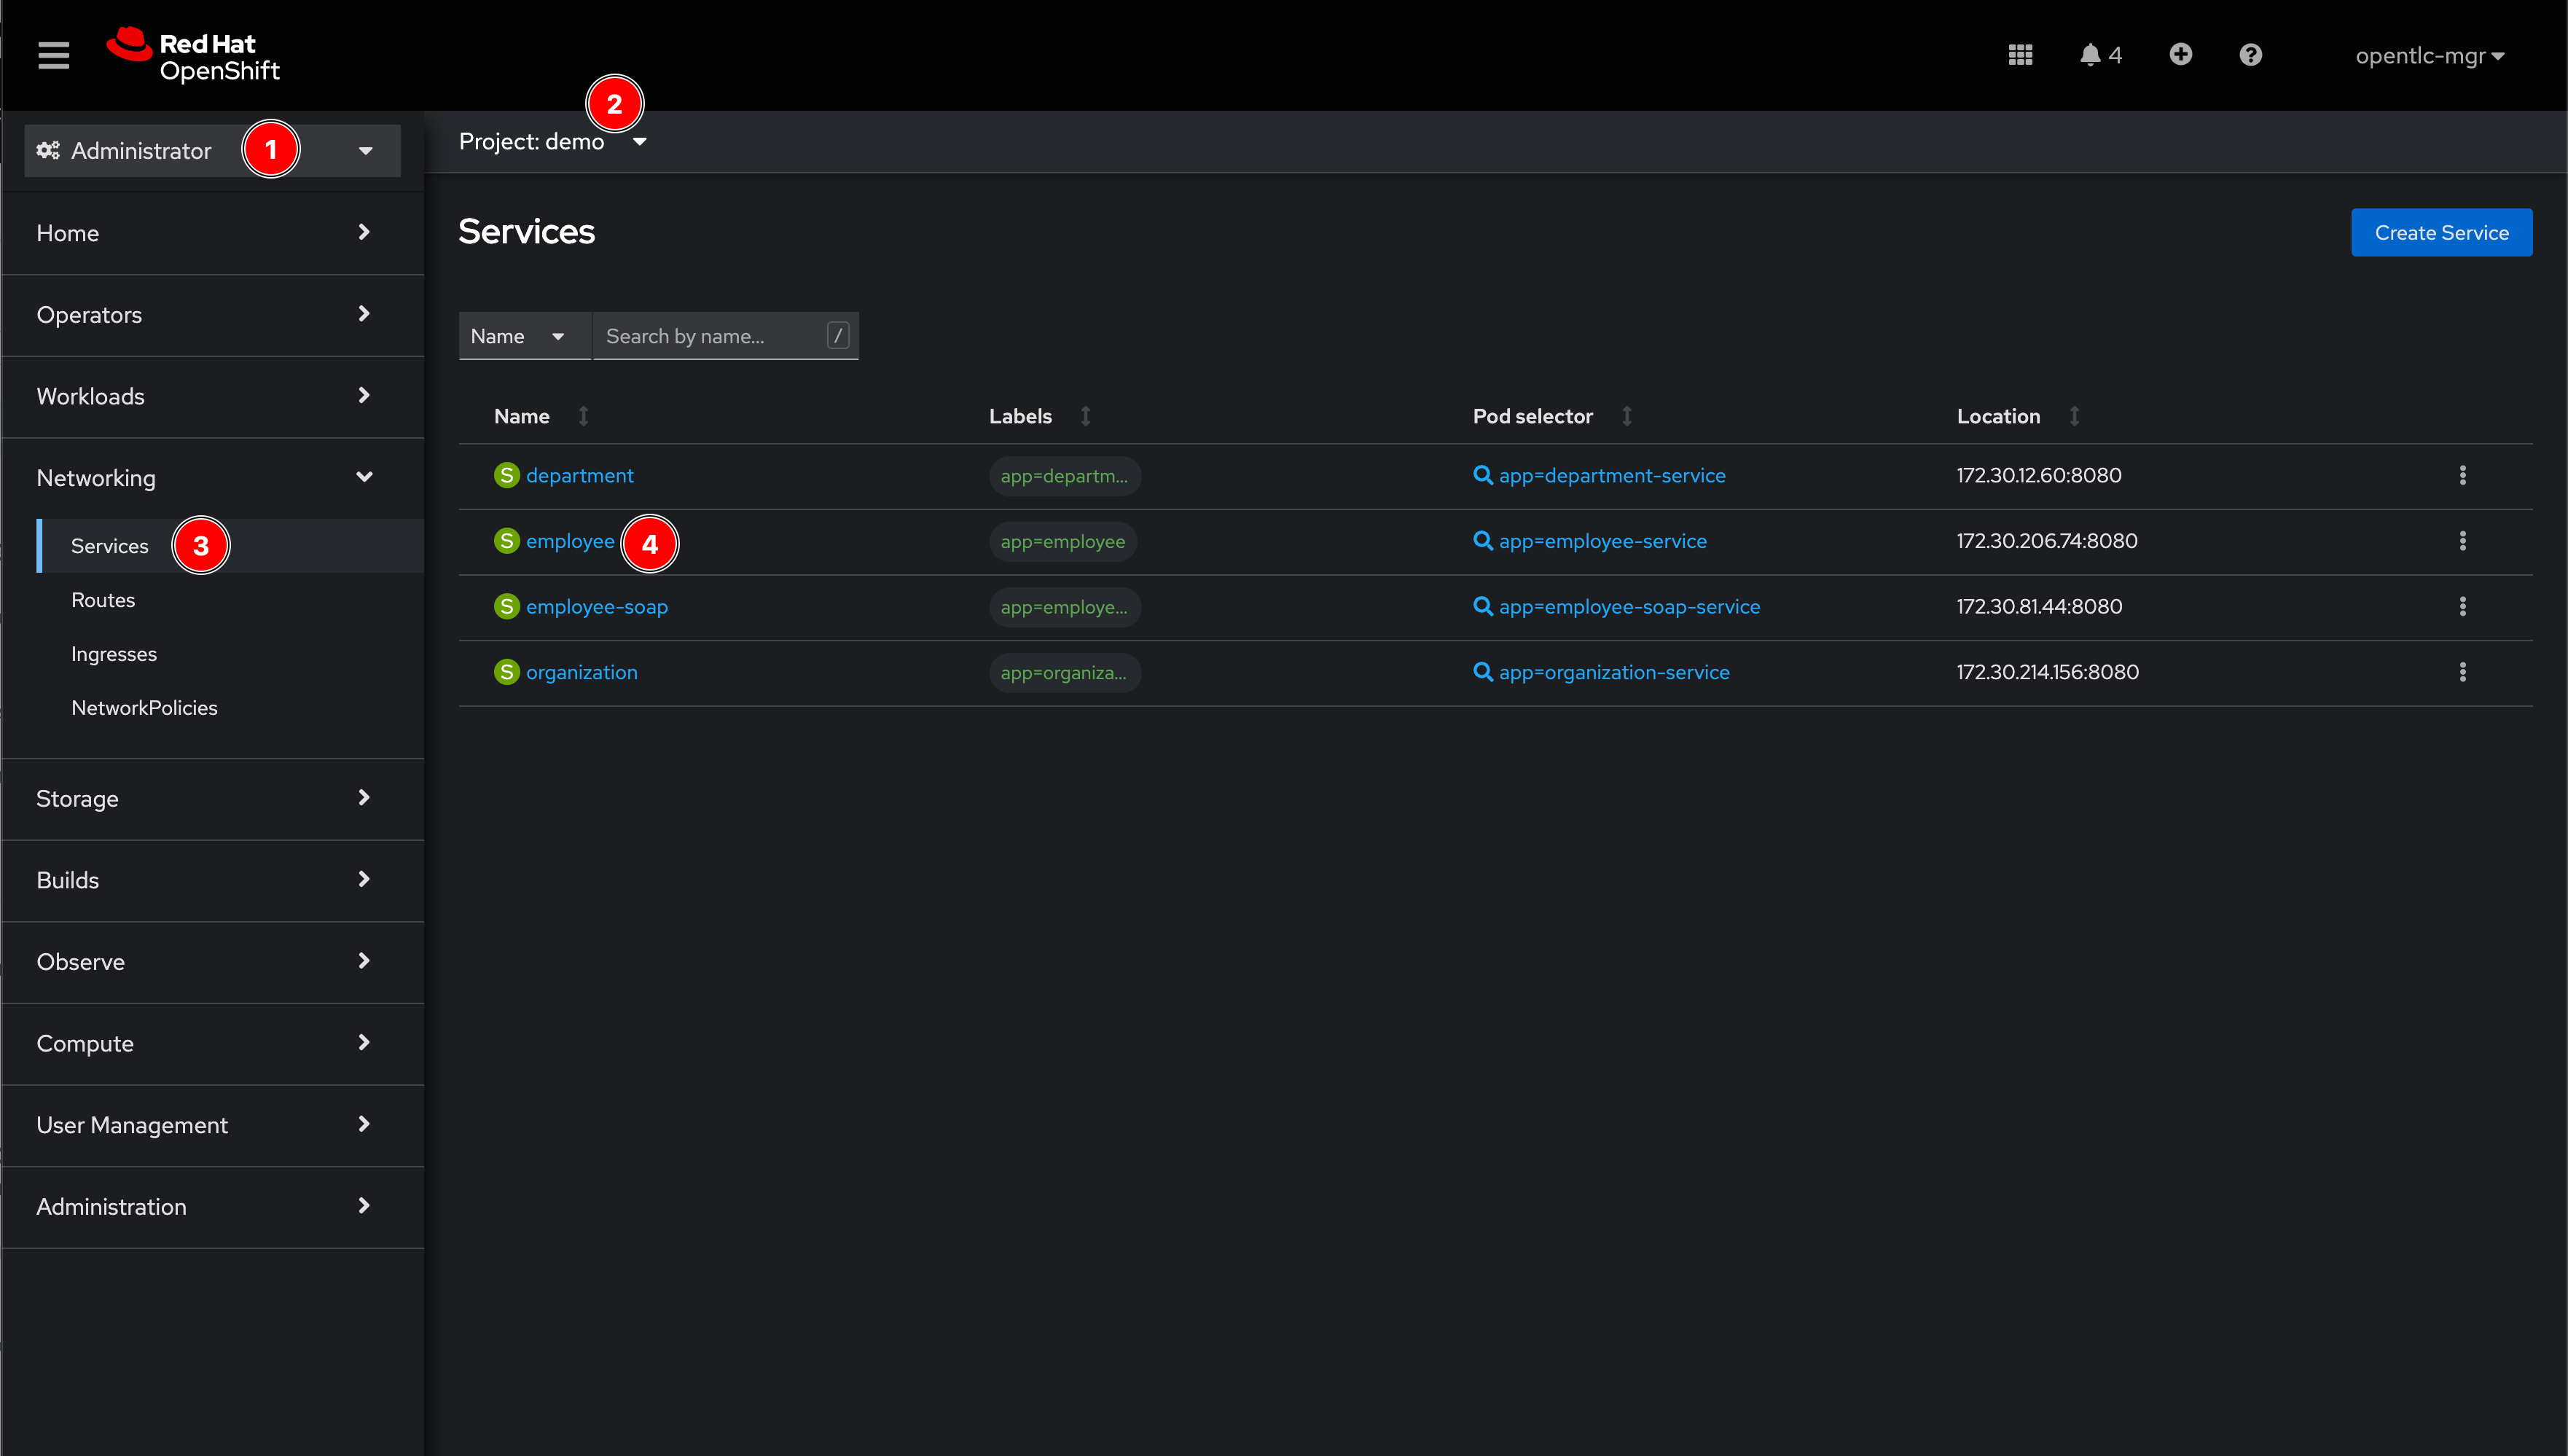 Red Hat
OpenShift
4
opentlc-mgr
Administrator
1
2
Project: demo
Home
Operators
Workloads
Networking
Services
3
Routes
Ingresses
NetworkPolicies
Storage
Builds
Observe
Compute
User Management
Administration
Services
Create Service
Name
Search by name...
/
Name Labels Pod selector Location
S department app=departm... app=department-service 172.30.12.60:8080
S employee 4 app=employee app=employee-service 172.30.206.74:8080
S employee-soap app=employe... app=employee-soap-service 172.30.81.44:8080
S organization app=organiza... app=organization-service 172.30.214.156:8080